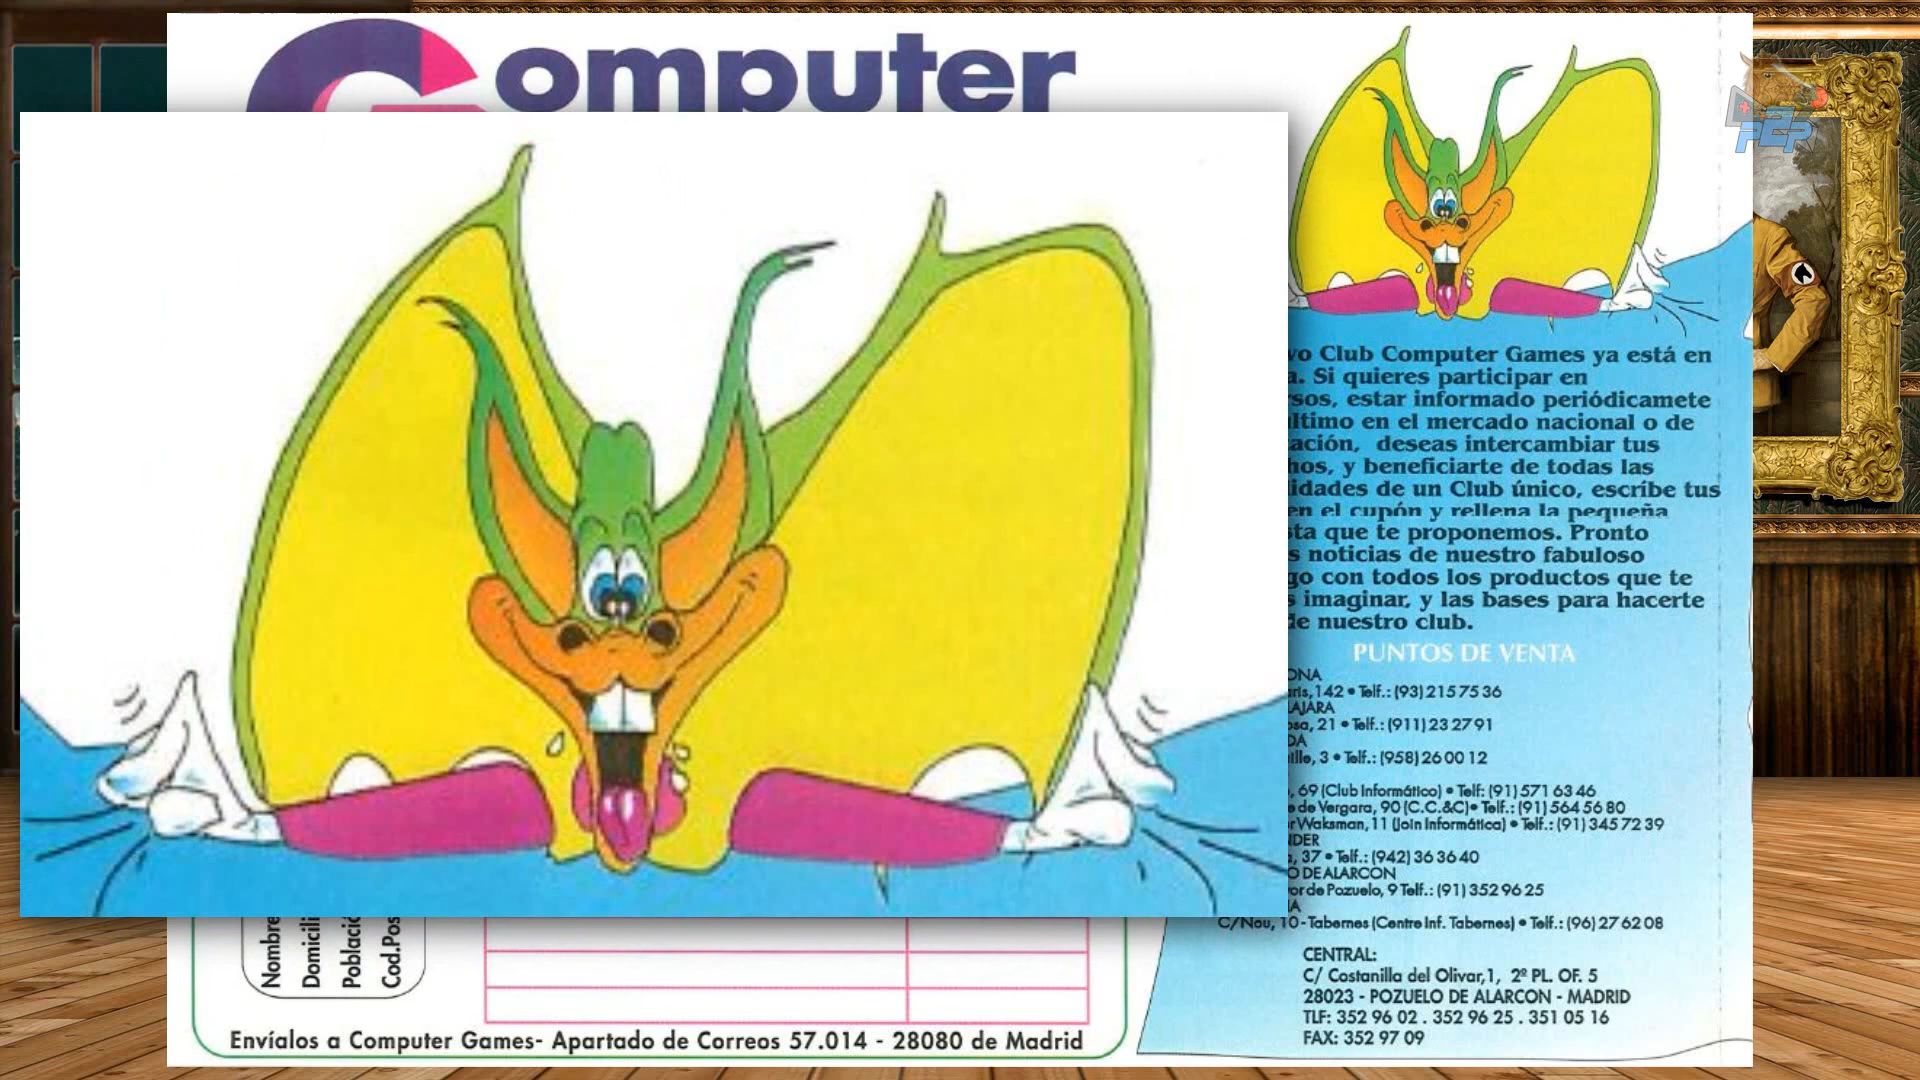 Computer
P2P
vo Club Computer Games ya está en
a. Si quieres participar en
rsos, estar informado periódicamete
ltimo en el mercado nacional o de
ación, deseas intercambiar tus
hos, y beneficiarte de todas las
idades de un Club único, escríbe tus
en el cupón y rellena la pequeña
sta que te proponemos. Pronto
s noticias de nuestro fabuloso
go con todos los productos que te
s imaginar, y las bases para hacerte
de nuestro club.
PUNTOS DE VENTA
ONA
aris, 142 • Telf.: (93) 215 75 36
LAJARA
osa, 21 • Telf.: (911) 23 27 91
DA
ille, 3 • Telf.: (958) 26 00 12
, 69 (Club Informático) • Telf: (91) 571 63 46
e de Vergara, 90 (C.C.&C) • Telf.: (91) 564 56 80
r Waksman, 11 (Join Informática) • Telf.: (91) 345 72 39
NDER
a, 37 • Telf.: (942) 36 36 40
O DE ALARCON
or de Pozuelo, 9 Telf.: (91) 352 96 25
IA
C/Nou, 10 - Tabernes (Centre Inf. Tabernes) • Telf.: (96) 27 62 08
CENTRAL:
C/ Costanilla del Olivar,1, 2º PL. OF. 5
28023 - POZUELO DE ALARCON - MADRID
TLF: 352 96 02 . 352 96 25 . 351 05 16
FAX: 352 97 09
Nombre
Domicili
Població
Cod.Pos
Envíalos a Computer Games- Apartado de Correos 57.014 - 28080 de Madrid